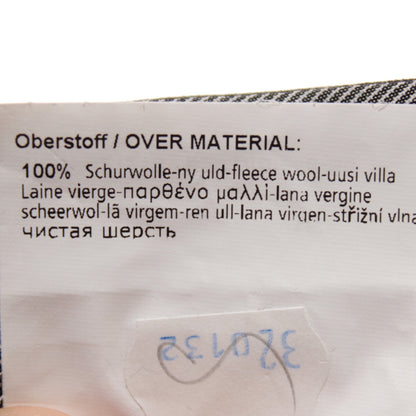 Oberstoff / OVER MATERIAL:
100% Schurwolle-ny uld-fleece wool-uusi villa
Laine vierge-παρθένο μαλλί-lana vergine
scheerwol-lã virgem-ren ull-lana virgen-střižní vlna
чистая шерсть
320132